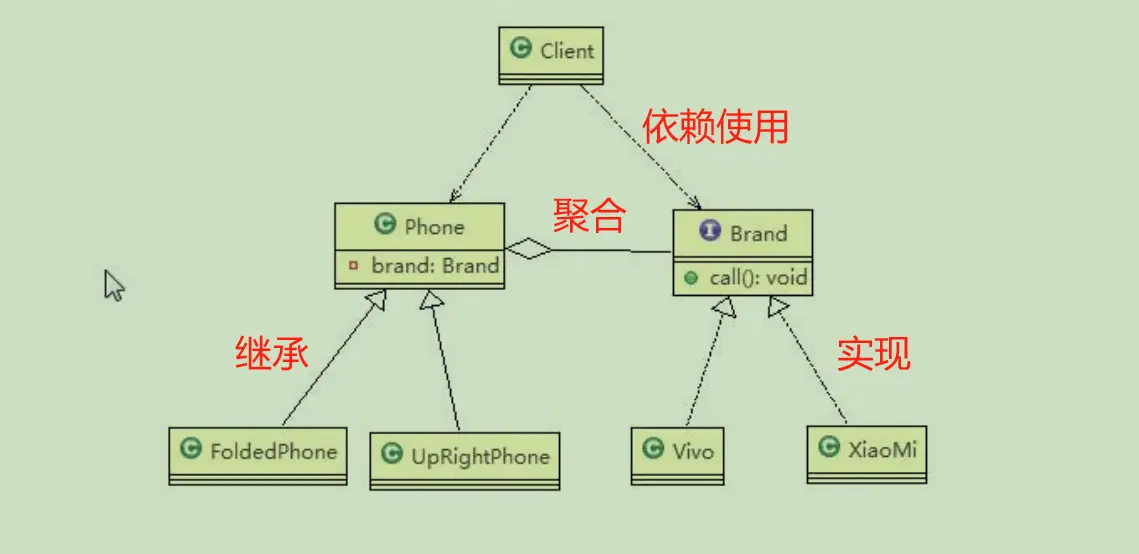 C Client
依赖使用
C Phone
brand: Brand
聚合
I Brand
call(): void
继承
实现
C FoldedPhone
C UpRightPhone
C Vivo
C XiaoMi